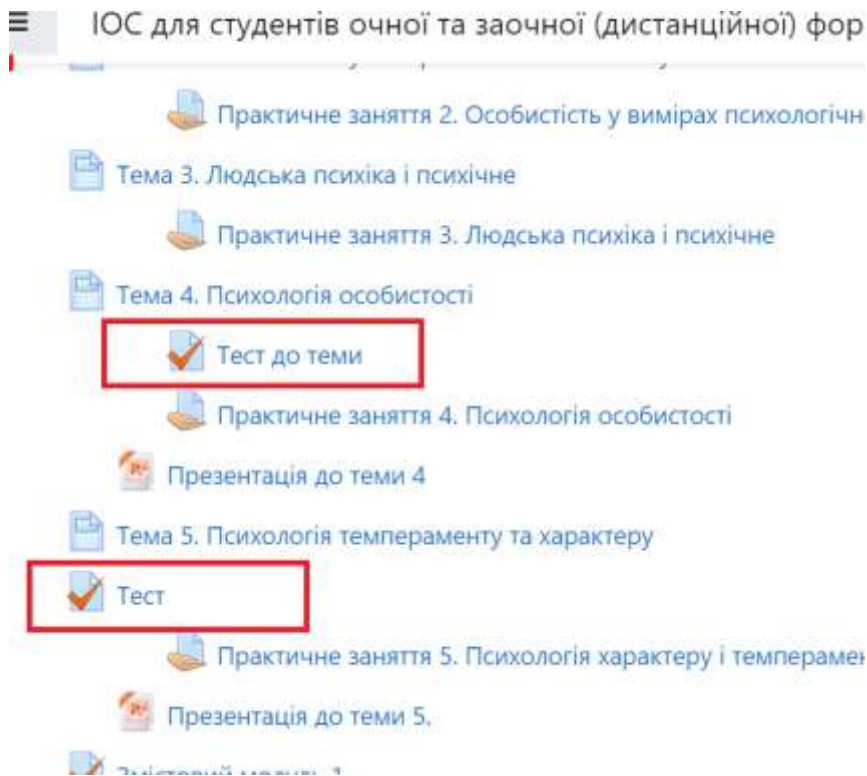 ІОС для студентів очної та заочної (дистанційної) фор
Практичне заняття 2. Особистість у вимірах психологічн
Тема 3. Людська психіка і психічне
Практичне заняття 3. Людська психіка і психічне
Тема 4. Психологія особистості
Тест до теми
Практичне заняття 4. Психологія особистості
Презентація до теми 4
Тема 5. Психологія темпераменту та характеру
Тест
Практичне заняття 5. Психологія характеру і темперамен
Презентація до теми 5.
Змістовий модуль 1